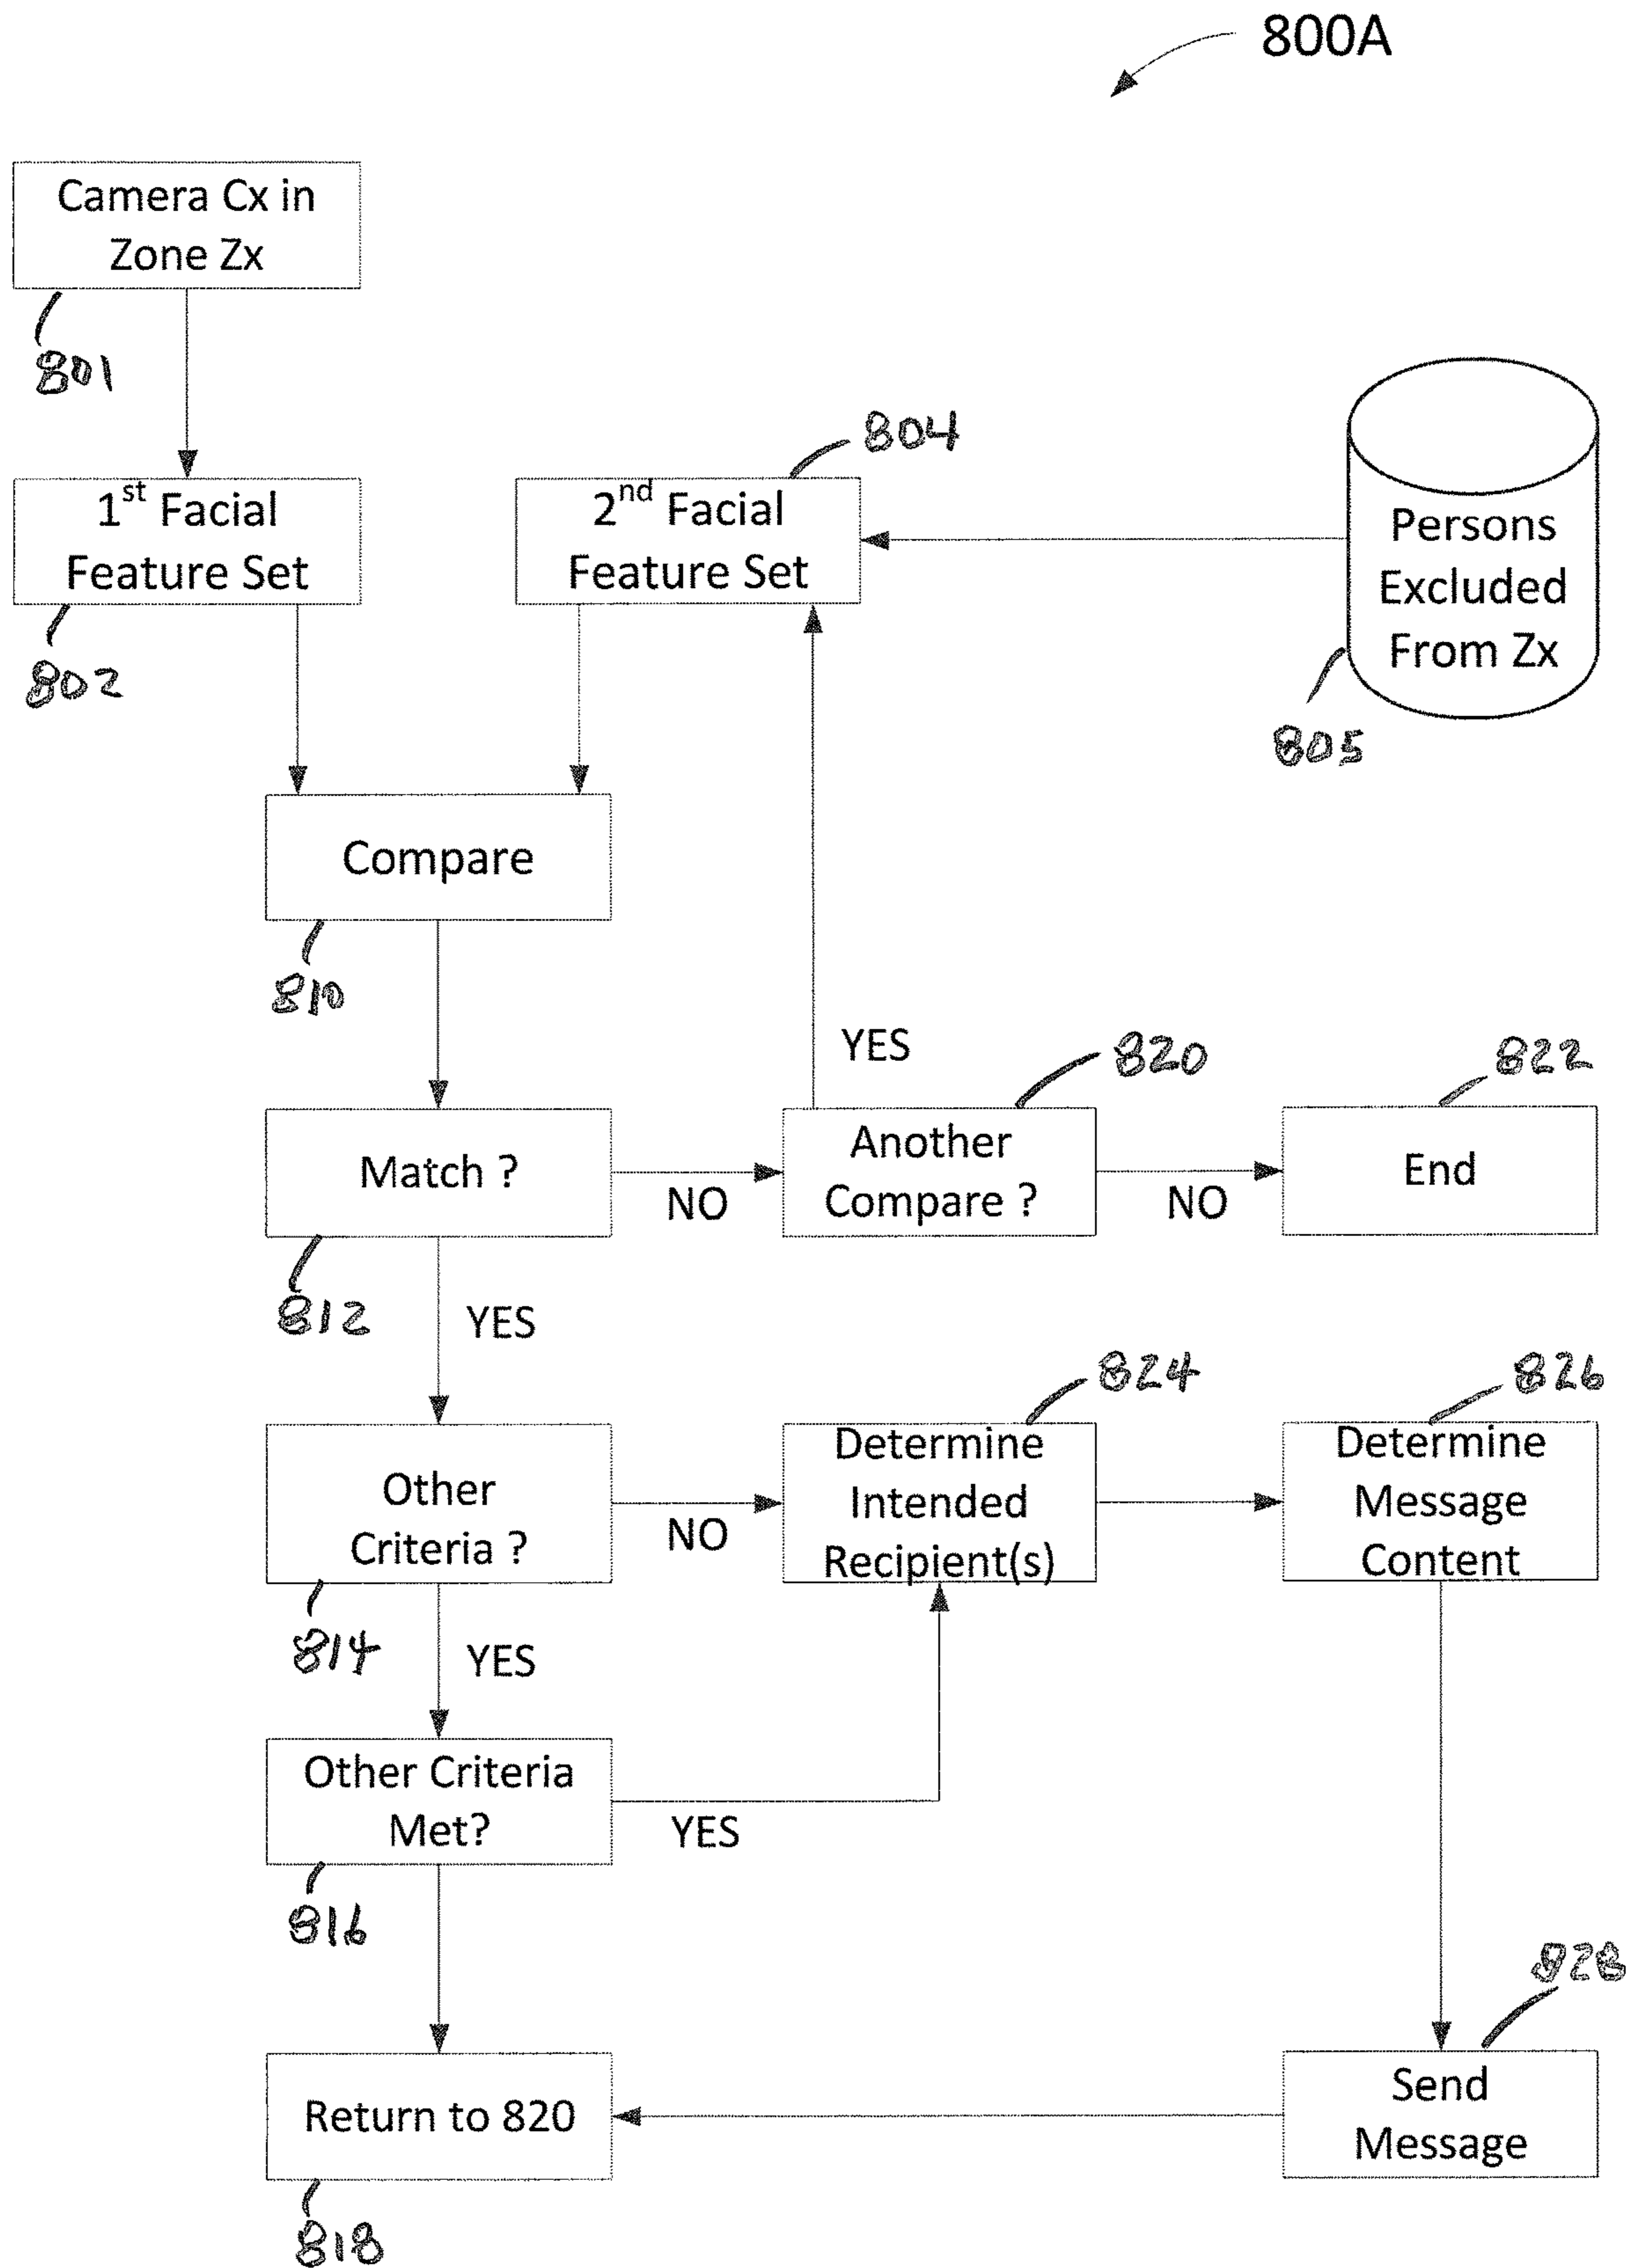 800A
Camera Cx in
Zone Zx
801
804
1st Facial
Feature Set
2nd Facial
Feature Set
Persons
Excluded
From Zx
802
805
Compare
810
YES
820
822
Match ?
NO
Another
Compare ?
NO
End
812
YES
824
826
Other
Criteria ?
NO
Determine
Intended
Recipient(s)
Determine
Message
Content
814
YES
Other Criteria
Met?
YES
816
828
Return to 820
Send
Message
818